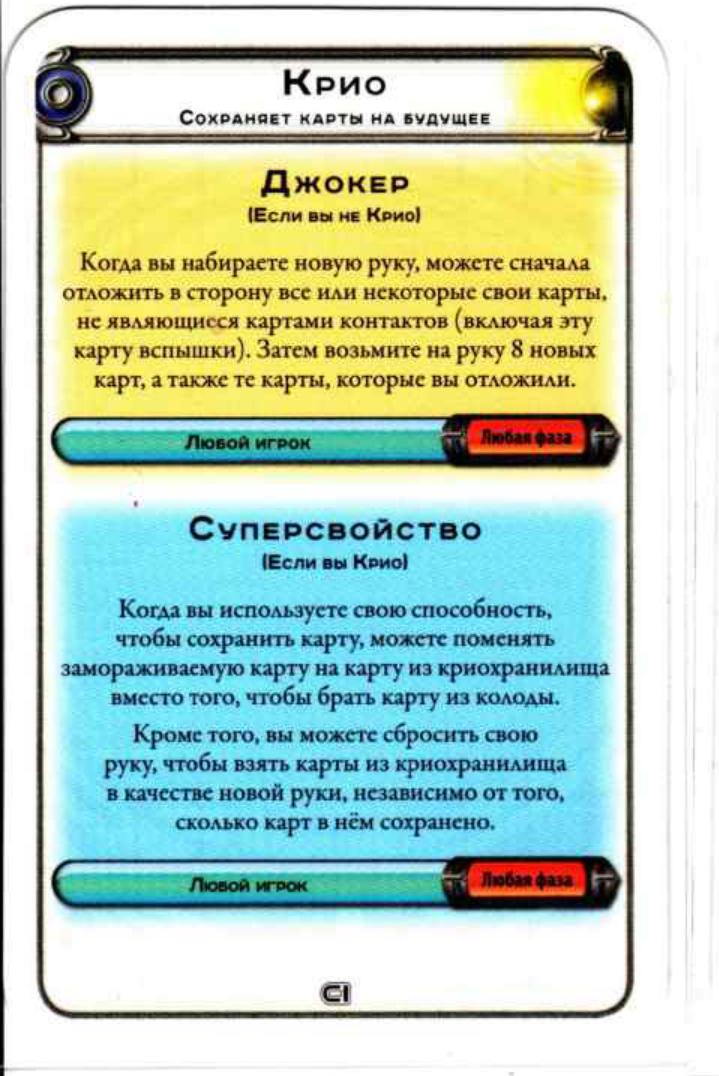 Крио
Сохраняет карты на будущее
Джокер
(Если вы не Крио)
Когда вы набираете новую руку, можете сначала
отложить в сторону все или некоторые свои карты,
не являющиеся картами контактов (включая эту
карту вспышки). Затем возьмите на руку 8 новых
карт, а также те карты, которые вы отложили.
Любой игрок
Любая фаза
Суперсвойство
(Если вы Крио)
Когда вы используете свою способность,
чтобы сохранить карту, можете поменять
замораживаемую карту на карту из криохранилища
вместо того, чтобы брать карту из колоды.
Кроме того, вы можете сбросить свою
руку, чтобы взять карты из криохранилища
в качестве новой руки, независимо от того,
сколько карт в нём сохранено.
Любой игрок
Любая фаза
CI